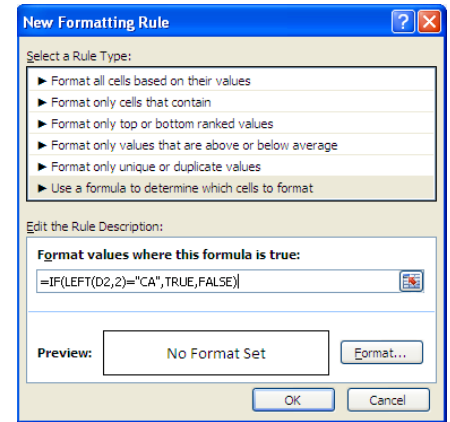 New Formatting Rule
Select a Rule Type:
► Format all cells based on their values
► Format only cells that contain
► Format only top or bottom ranked values
► Format only values that are above or below average
► Format only unique or duplicate values
► Use a formula to determine which cells to format
Edit the Rule Description:
Format values where this formula is true:
=IF(LEFT(D2,2)="CA",TRUE,FALSE)
Preview: No Format Set Format...
OK Cancel